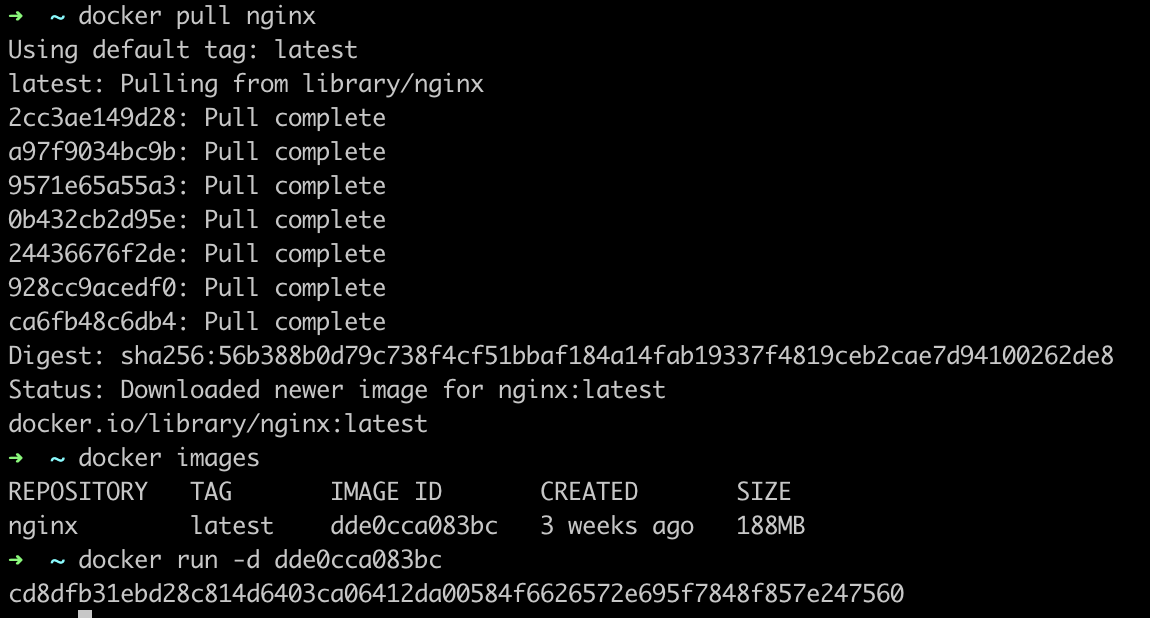 ➜  ~ docker pull nginx
Using default tag: latest
latest: Pulling from library/nginx
2cc3ae149d28: Pull complete
a97f9034bc9b: Pull complete
9571e65a55a3: Pull complete
0b432cb2d95e: Pull complete
24436676f2de: Pull complete
928cc9acedf0: Pull complete
ca6fb48c6db4: Pull complete
Digest: sha256:56b388b0d79c738f4cf51bbaf184a14fab19337f4819ceb2cae7d94100262de8
Status: Downloaded newer image for nginx:latest
docker.io/library/nginx:latest
➜  ~ docker images
REPOSITORY   TAG       IMAGE ID       CREATED       SIZE
nginx        latest    dde0cca083bc   3 weeks ago   188MB
➜  ~ docker run -d dde0cca083bc
cd8dfb31ebd28c814d6403ca06412da00584f6626572e695f7848f857e247560